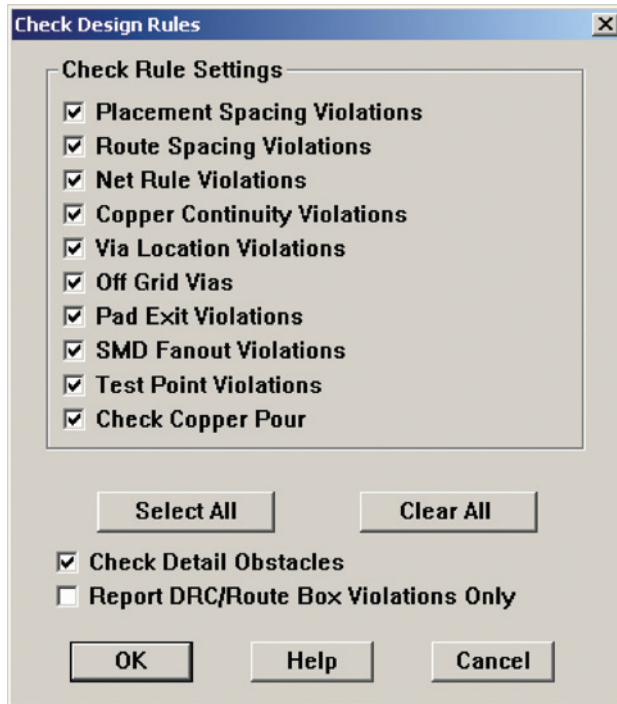 Check Design Rules
Check Rule Settings
Placement Spacing Violations
Route Spacing Violations
Net Rule Violations
Copper Continuity Violations
Via Location Violations
Off Grid Vias
Pad Exit Violations
SMD Fanout Violations
Test Point Violations
Check Copper Pour
Select All Clear All
Check Detail Obstacles
Report DRC/Route Box Violations Only
OK Help Cancel